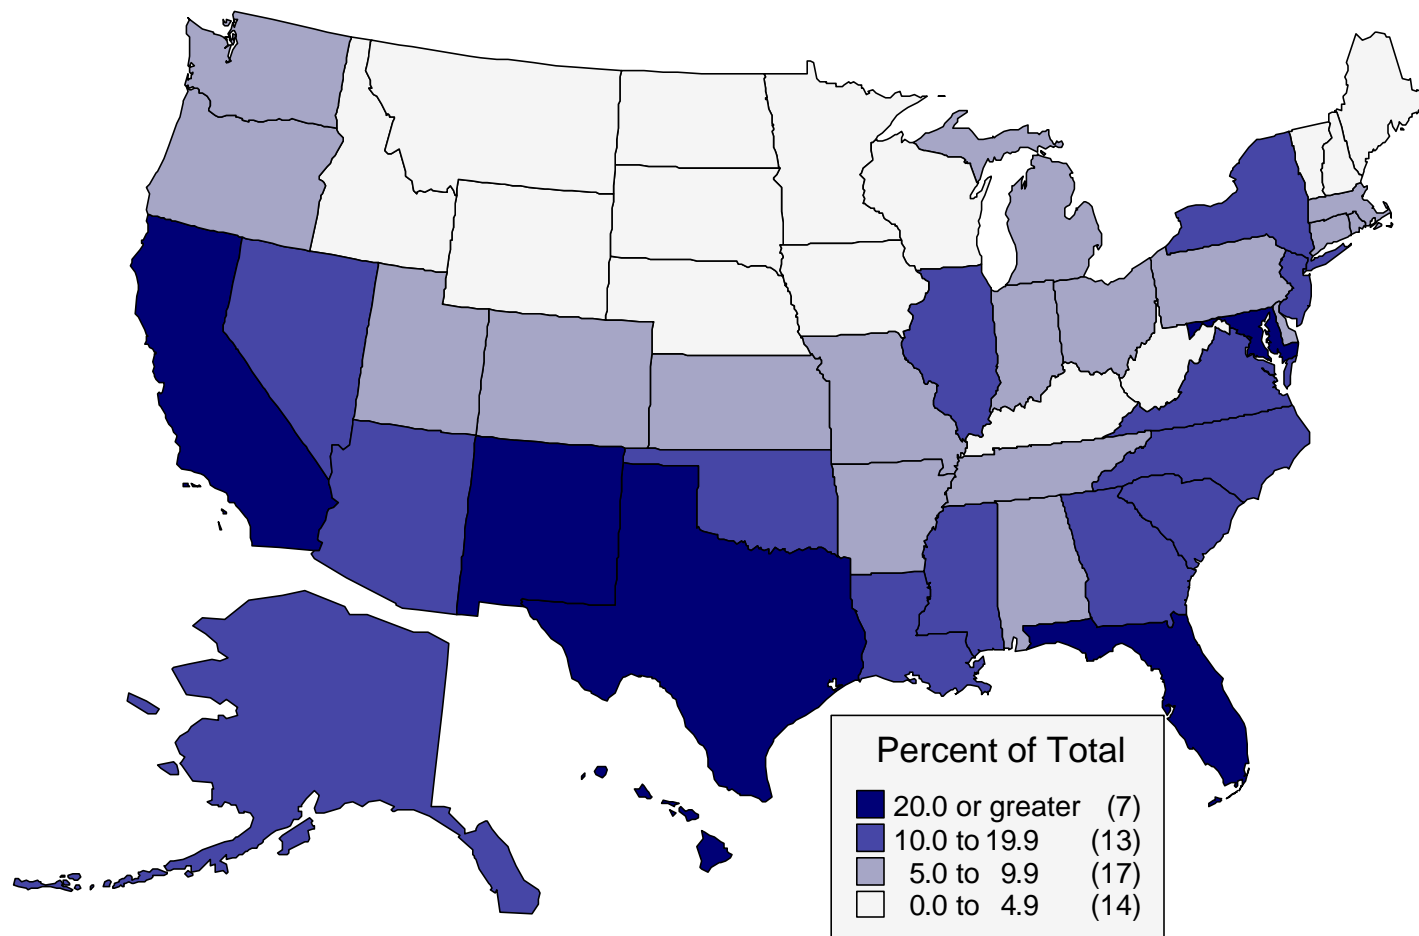 Percent of Total
20.0 or greater (7)
10.0 to 19.9 (13)
5.0 to 9.9 (17)
0.0 to 4.9 (14)